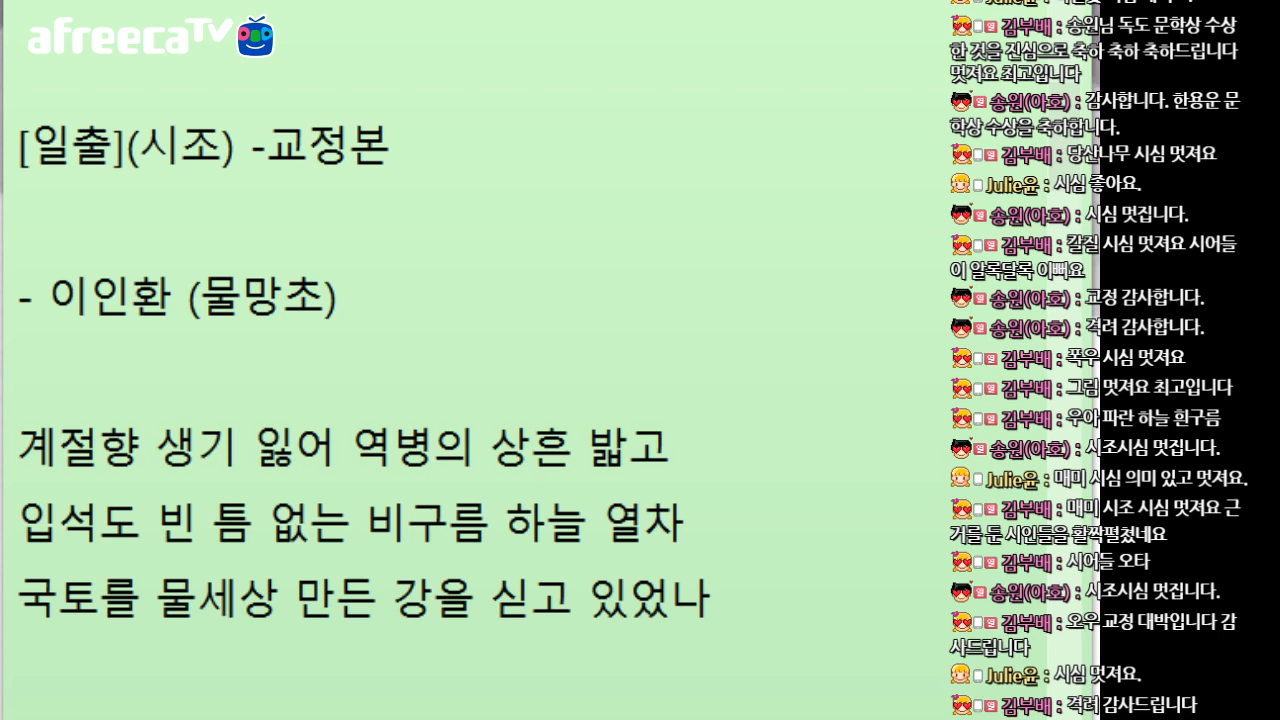 afreecaTV
[일출](시조) -교정본
- 이인환 (물망초)
계절향 생기 잃어 역병의 상흔 밟고
입석도 빈 틈 없는 비구름 하늘 열차
국토를 물세상 만든 강을 싣고 있었나
김부배 : 송원님 독도 문학상 수상
한 것을 진심으로 축하 축하 축하드립니다
멋져요 최고입니다
송원(아호) : 감사합니다. 한용운 문
학상 수상을 축하합니다.
김부배 : 당산나무 시심 멋져요
Julie윤 : 시심 좋아요.
송원(아호) : 시심 멋집니다.
김부배 : 칼질 시심 멋져요 시어들
이 알록달록 이뻐요
송원(아호) : 교정 감사합니다.
송원(아호) : 격려 감사합니다.
김부배 : 폭우 시심 멋져요
김부배 : 그림 멋져요 최고입니다
김부배 : 우아 파란 하늘 흰구름
송원(아호) : 시조시심 멋집니다.
Julie윤 : 매미 시심 의미 있고 멋져요.
김부배 : 매미 시조 시심 멋져요 근
거를 둔 시인들을 활짝펼쳤네요
김부배 : 시어들 오타
송원(아호) : 시조시심 멋집니다.
김부배 : 오우 교정 대박입니다 감
사드립니다
Julie윤 : 시심 멋져요.
김부배 : 격려 감사드립니다